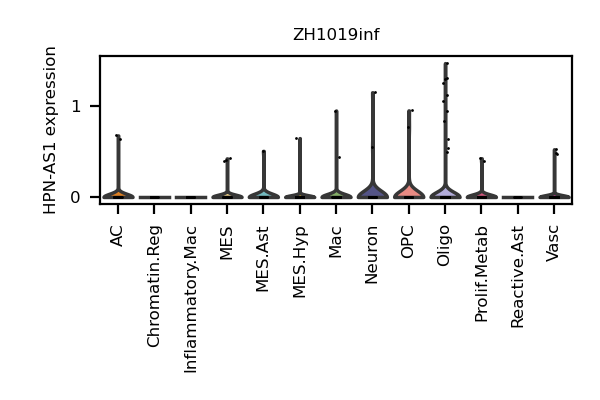 ZH1019inf
HPN-AS1 expression
1
0
AC
Chromatin.Reg
Inflammatory.Mac
MES
MES.Ast
MES.Hyp
Mac
Neuron
OPC
Oligo
Prolif.Metab
Reactive.Ast
Vasc